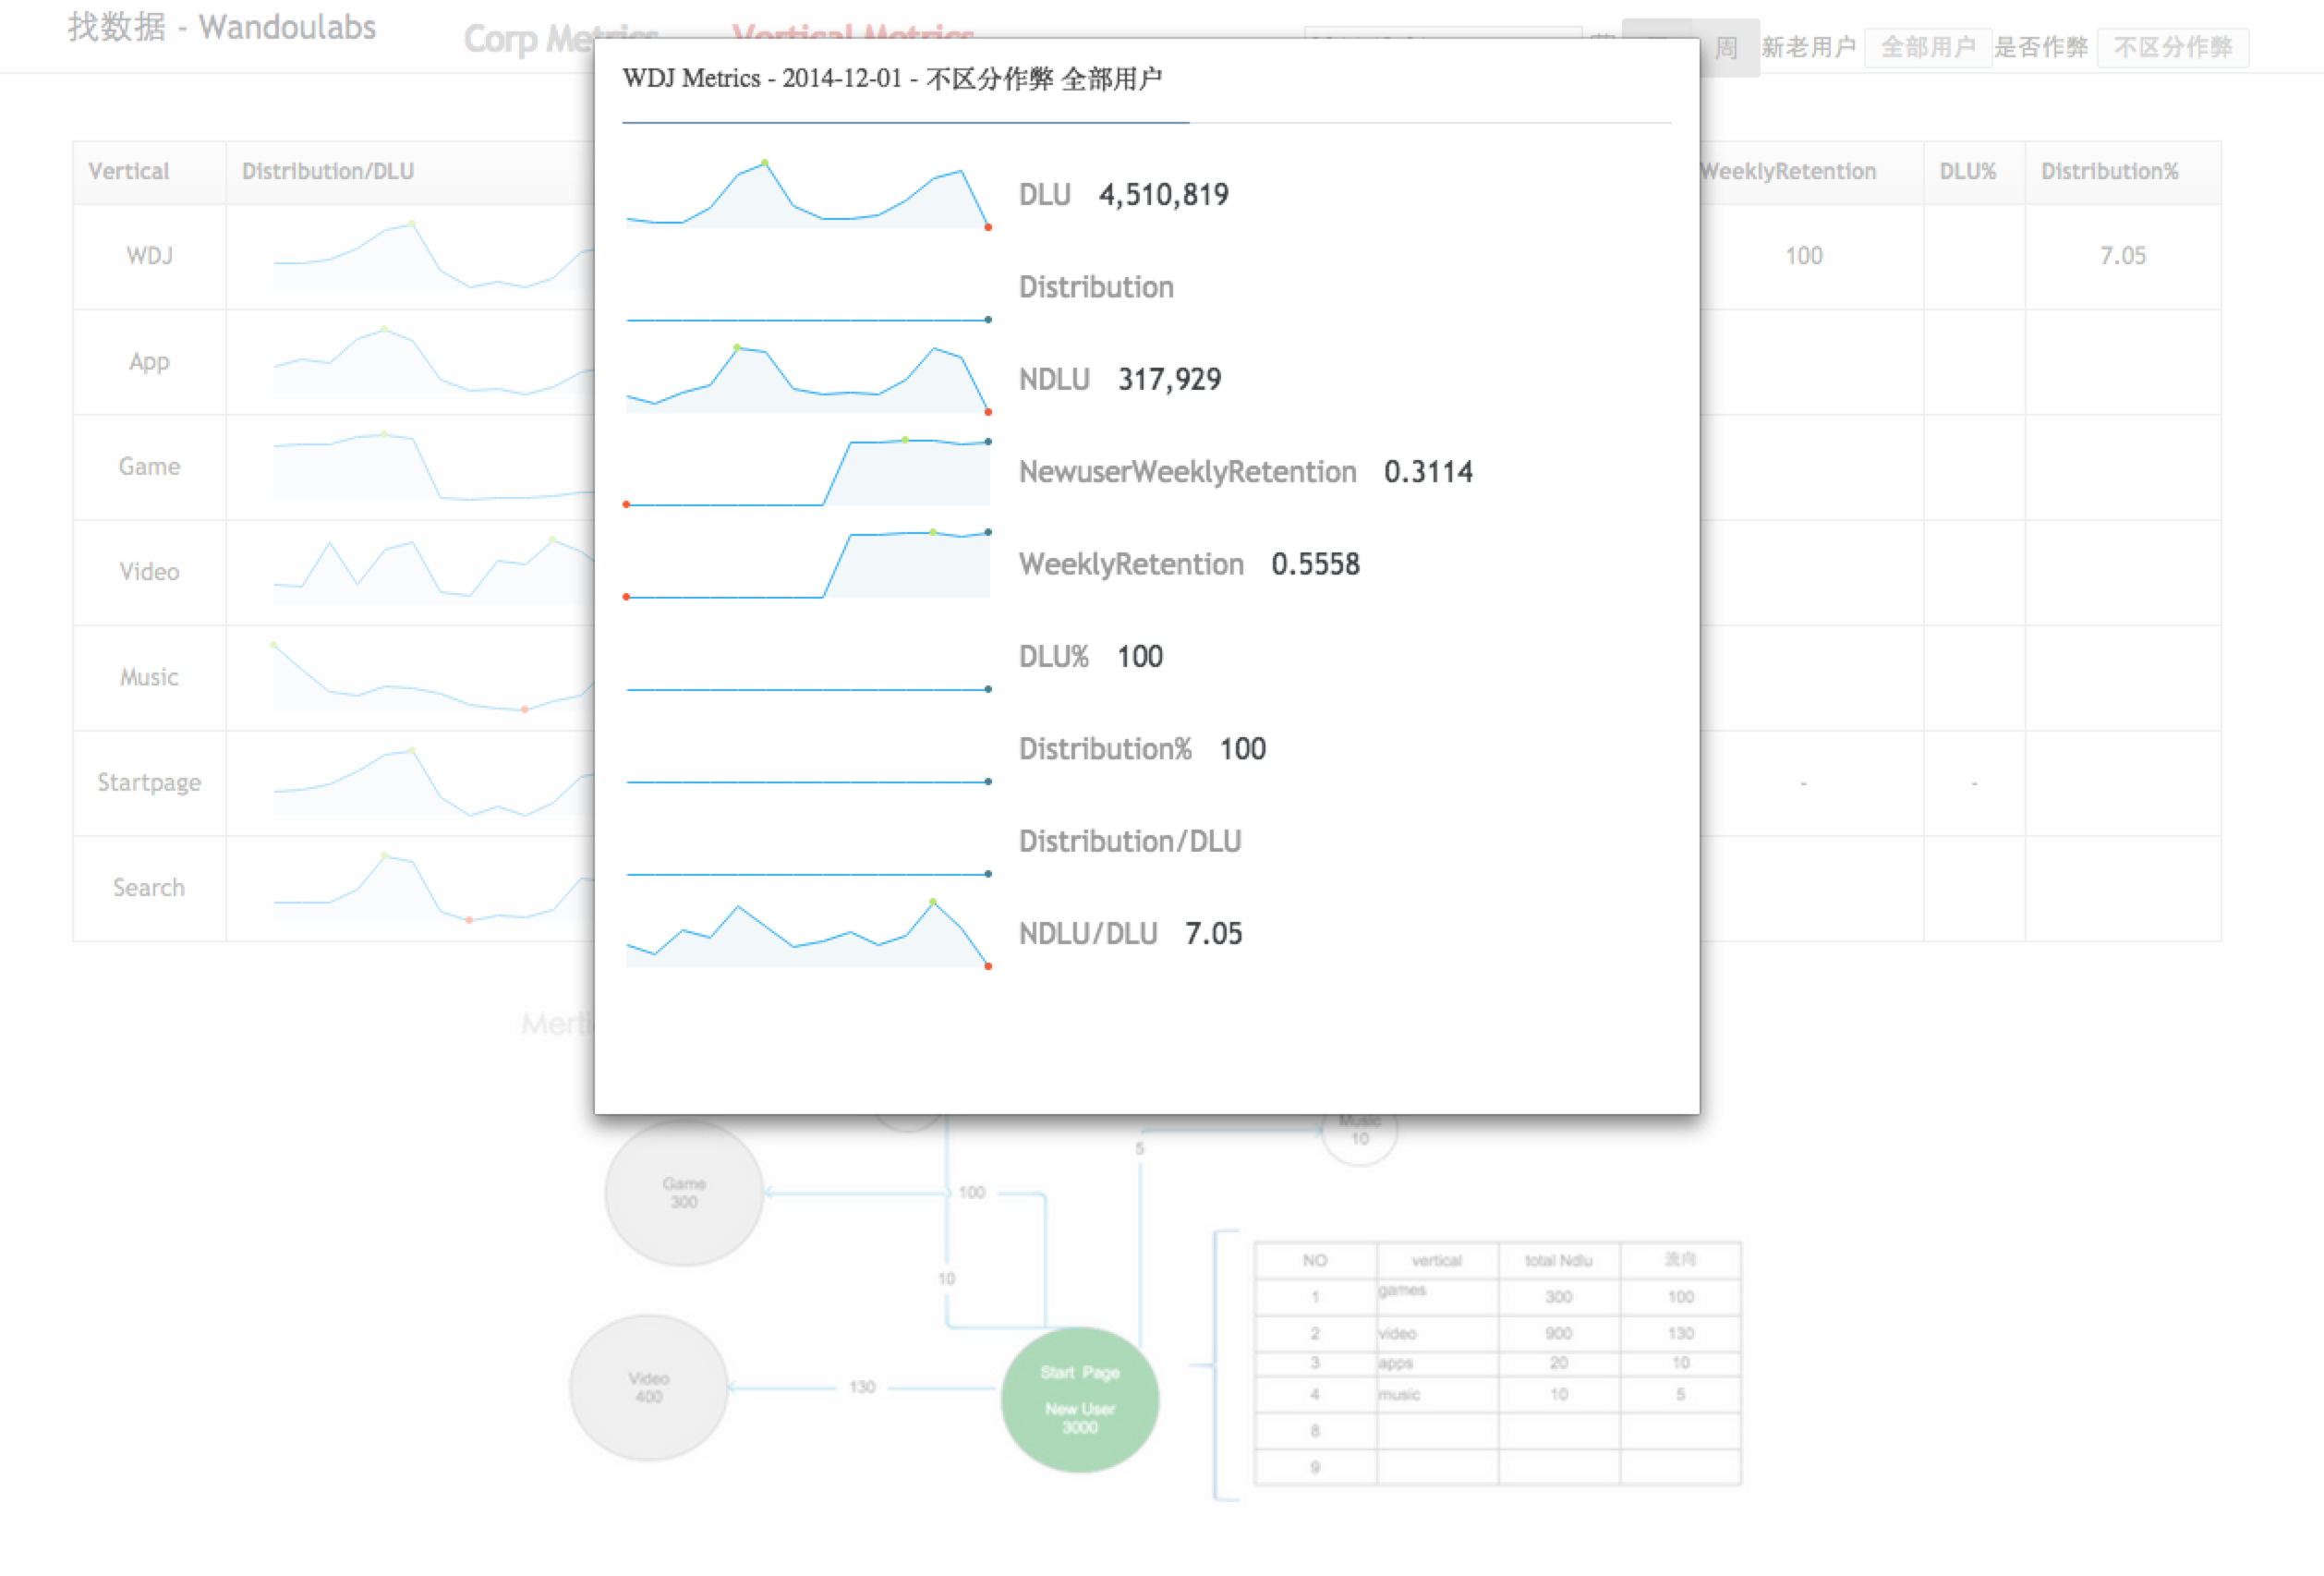 找数据 - Wandoulabs
Corp Metrics
Vertical Metrics
周
新老用户
全部用户
是否作弊
不区分作弊
WDJ Metrics - 2014-12-01 - 不区分作弊 全部用户
Vertical
Distribution/DLU
WeeklyRetention
DLU%
Distribution%
WDJ
100
7.05
App
Game
Video
Music
Startpage
-
-
Search
DLU 4,510,819
Distribution
NDLU 317,929
NewuserWeeklyRetention 0.3114
WeeklyRetention 0.5558
DLU% 100
Distribution% 100
Distribution/DLU
NDLU/DLU 7.05
Music
10
5
Game
300
100
10
Video
400
130
Start Page
New User
3000
NO vertical total Ndlu 流向
1 games 300 100
2 video 900 130
3 apps 20 10
4 music 10 5
8
9